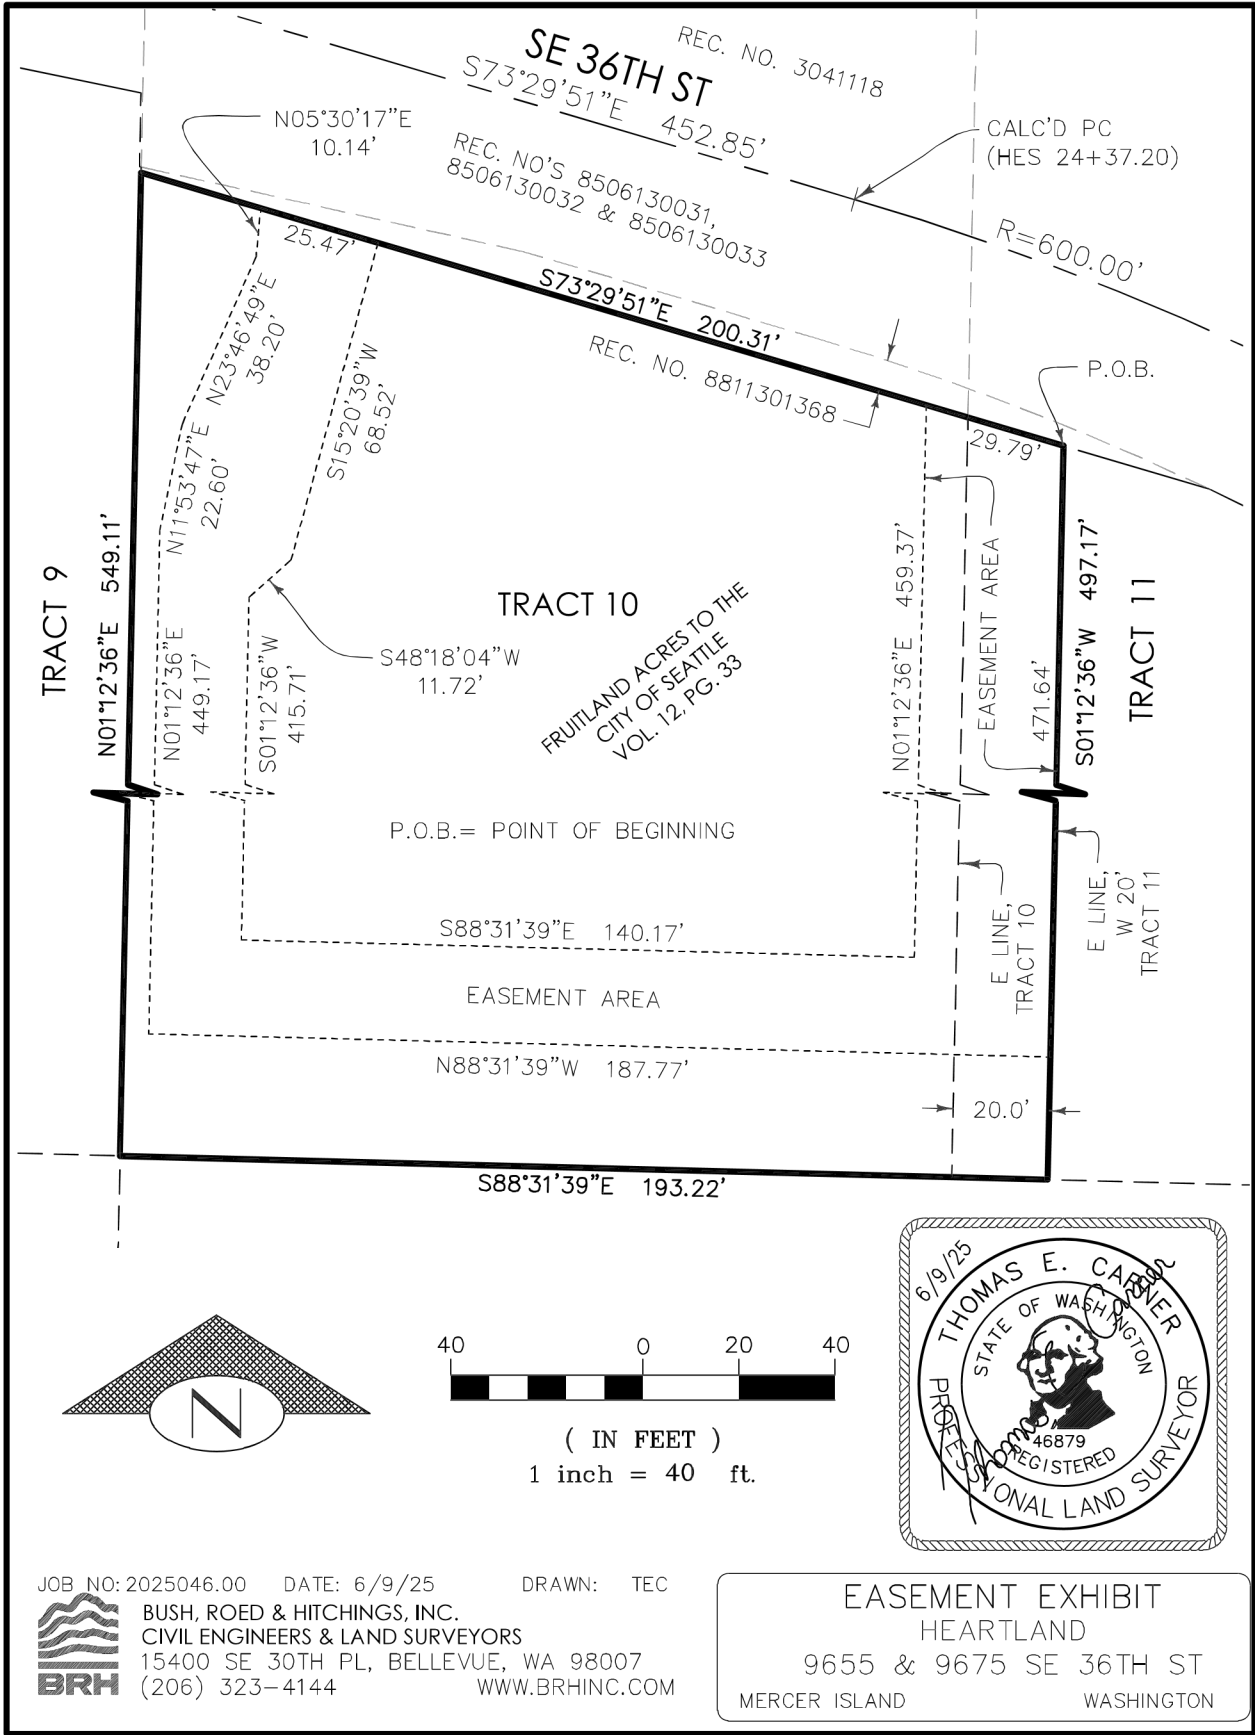 REC. NO. 3041118
SE 36TH ST
S73°29'51"E 452.85'
N05°30'17"E
10.14'
CALC'D PC
(HES 24+37.20)
REC. NO'S 8506130031,
8506130032 & 8506130033
R=600.00'
25.47'
S73°29'51"E 200.31'
REC. NO. 8811301368
P.O.B.
29.79'
N23°46'49"E
38.20'
S15°20'39"W
68.52'
N11°53'47"E
22.60'
TRACT 9
N01°12'36"E 549.11'
N01°12'36"E
449.17'
S01°12'36"W
415.71'
S48°18'04"W
11.72'
TRACT 10
FRUITLAND ACRES TO THE
CITY OF SEATTLE
VOL. 12, PG. 33
N01°12'36"E 459.37'
EASEMENT AREA
471.64'
S01°12'36"W 497.17'
TRACT 11
P.O.B.= POINT OF BEGINNING
E LINE,
TRACT 10
E LINE,
W 20'
TRACT 11
S88°31'39"E 140.17'
EASEMENT AREA
N88°31'39"W 187.77'
20.0'
S88°31'39"E 193.22'
N
40 0 20 40
( IN FEET )
1 inch = 40 ft.
6/9/25
THOMAS E. CARNER
STATE OF WASHINGTON
46879
REGISTERED
PROFESSIONAL LAND SURVEYOR
JOB NO: 2025046.00 DATE: 6/9/25 DRAWN: TEC
BRH
BUSH, ROED & HITCHINGS, INC.
CIVIL ENGINEERS & LAND SURVEYORS
15400 SE 30TH PL, BELLEVUE, WA 98007
(206) 323-4144 WWW.BRHINC.COM
EASEMENT EXHIBIT
HEARTLAND
9655 & 9675 SE 36TH ST
MERCER ISLAND WASHINGTON